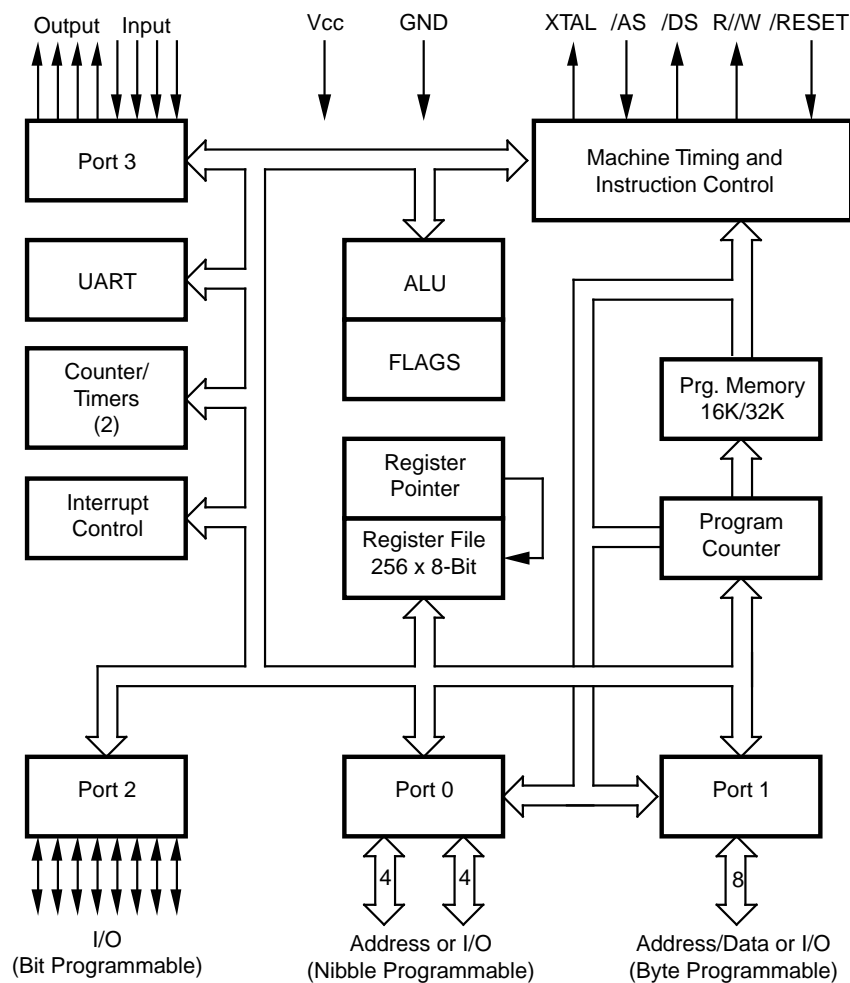 Output Input Vcc GND XTAL /AS /DS R//W /RESET
Port 3
Machine Timing and
Instruction Control
UART
ALU
FLAGS
Counter/
Timers
(2)
Prg. Memory
16K/32K
Register
Pointer
Interrupt
Control
Register File
256 x 8-Bit
Program
Counter
Port 2
Port 0
Port 1
4
4
8
I/O
(Bit Programmable)
Address or I/O
(Nibble Programmable)
Address/Data or I/O
(Byte Programmable)